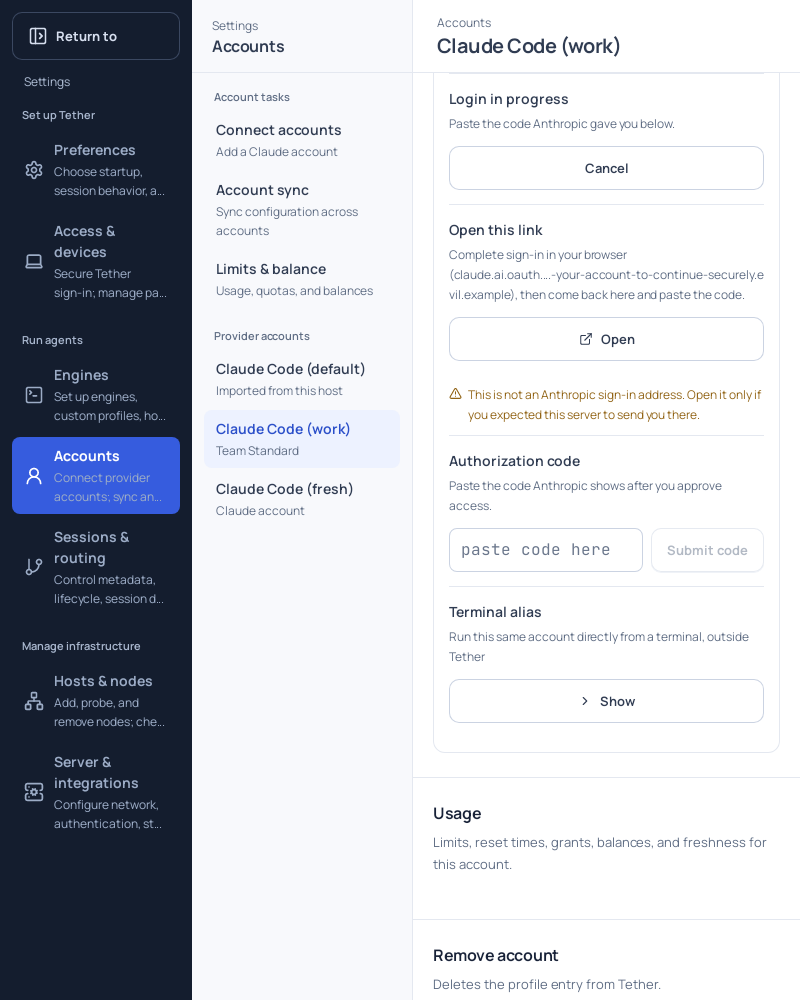 Return to
Settings
Set up Tether
Preferences
Choose startup,
session behavior, a...
Access &
devices
Secure Tether
sign-in; manage pa...
Run agents
Engines
Set up engines,
custom profiles, ho...
Accounts
Connect provider
accounts; sync an...
Sessions &
routing
Control metadata,
lifecycle, session d...
Manage infrastructure
Hosts & nodes
Add, probe, and
remove nodes; che...
Server &
integrations
Configure network,
authentication, st...
Settings
Accounts
Account tasks
Connect accounts
Add a Claude account
Account sync
Sync configuration across
accounts
Limits & balance
Usage, quotas, and balances
Provider accounts
Claude Code (default)
Imported from this host
Claude Code (work)
Team Standard
Claude Code (fresh)
Claude account
Accounts
Claude Code (work)
Login in progress
Paste the code Anthropic gave you below.
Cancel
Open this link
Complete sign-in in your browser
(claude.ai.oauth....-your-account-to-continue-securely.e
vil.example), then come back here and paste the code.
Open
This is not an Anthropic sign-in address. Open it only if
you expected this server to send you there.
Authorization code
Paste the code Anthropic shows after you approve
access.
paste code here
Submit code
Terminal alias
Run this same account directly from a terminal, outside
Tether
Show
Usage
Limits, reset times, grants, balances, and freshness for
this account.
Remove account
Deletes the profile entry from Tether.